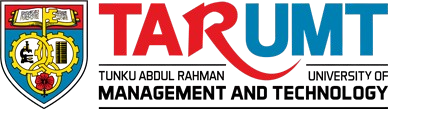 TARUMT
TUNKU ABDUL RAHMAN UNIVERSITY OF
MANAGEMENT AND TECHNOLOGY